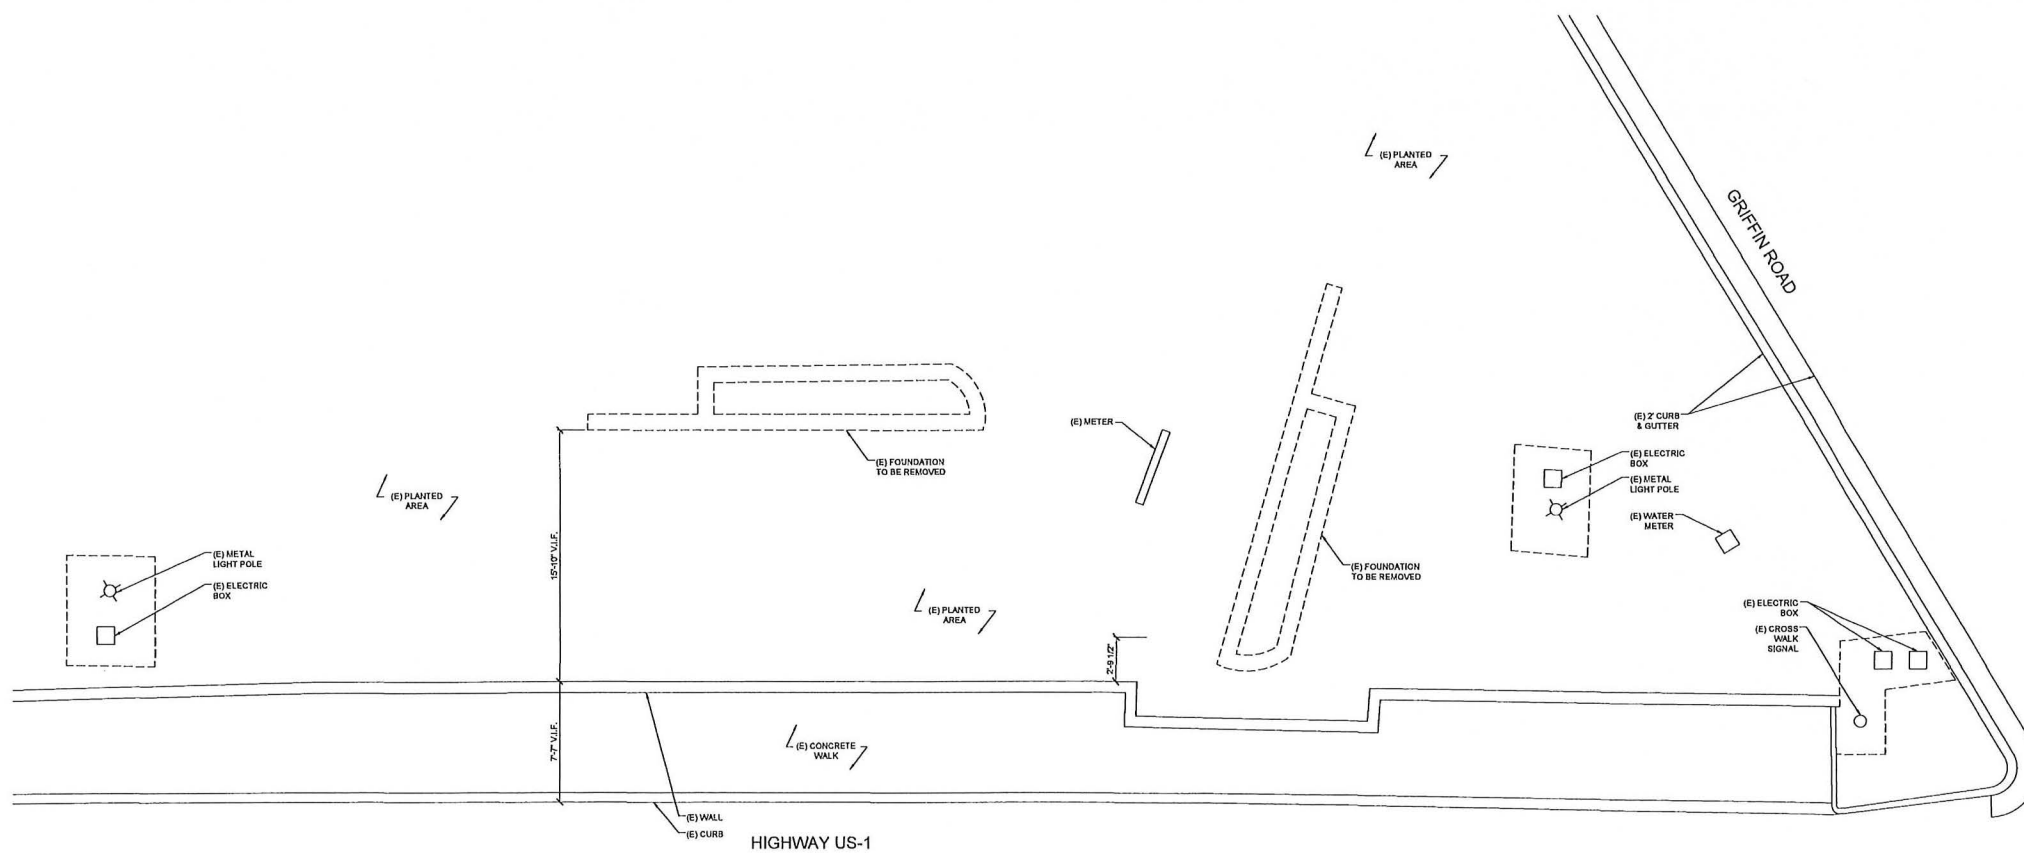 (E) PLANTED
AREA
GRIFFIN ROAD
(E) 2' CURB
& GUTTER
(E) METER
(E) FOUNDATION
TO BE REMOVED
(E) ELECTRIC
BOX
(E) METAL
LIGHT POLE
(E) PLANTED
AREA
(E) WATER
METER
15'-10" V.I.F.
(E) METAL
LIGHT POLE
(E) ELECTRIC
BOX
(E) FOUNDATION
TO BE REMOVED
(E) PLANTED
AREA
(E) ELECTRIC
BOX
(E) CROSS
WALK
SIGNAL
2'-9 1/2"
7'-7" V.I.F.
(E) CONCRETE
WALK
(E) WALL
(E) CURB
HIGHWAY US-1